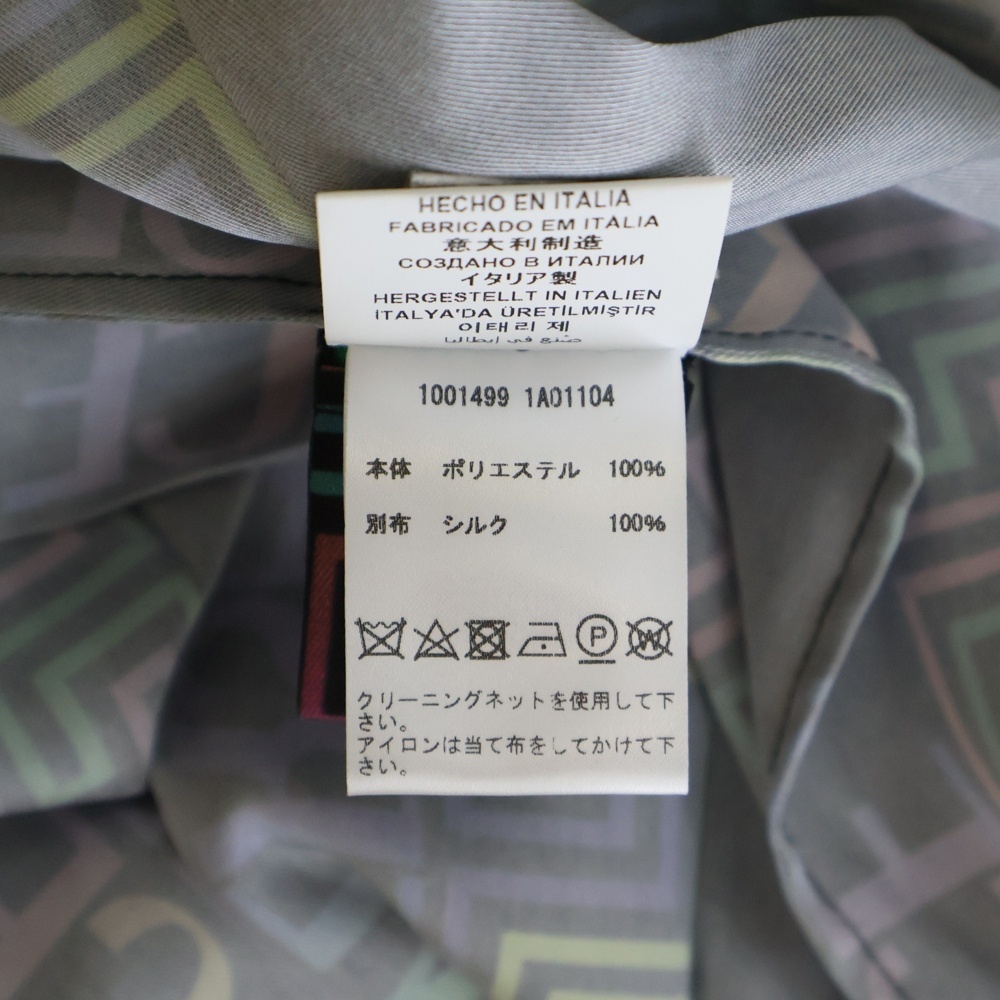 HECHO EN ITALIA
FABRICADO EM ITÁLIA
意大利制造
СОЗДАНО В ИТАЛИИ
イタリア製
HERGESTELLT IN ITALIEN
İTALYA'DA ÜRETİLMİŞTİR
이태리 제
صنع في إيطاليا
1001499 1A01104
本体 ポリエステル 100%
別布 シルク 100%
P W
クリーニングネットを使用して下
さい。
アイロンは当て布をしてかけて下
さい。